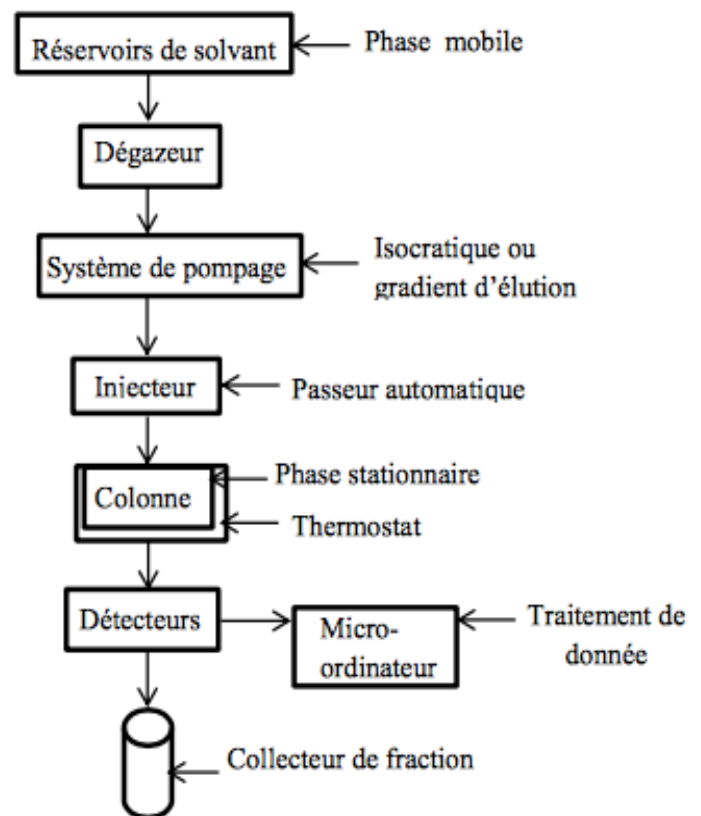 Réservoirs de solvant
Phase mobile
Dégazeur
Système de pompage
Isocratique ou
gradient d'élution
Injecteur
Passeur automatique
Phase stationnaire
Colonne
Thermostat
Détecteurs
Micro-
ordinateur
Traitement de
donnée
Collecteur de fraction